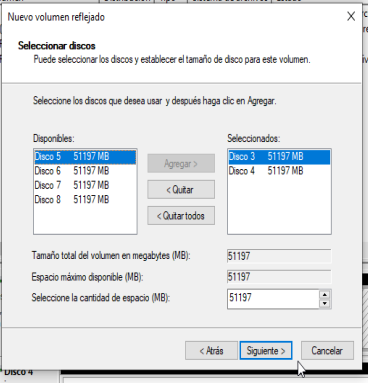 Nuevo volumen reflejado X
Seleccionar discos
Puede seleccionar los discos y establecer el tamaño de disco para este volumen.
Seleccione los discos que desea usar y después haga clic en Agregar.
Disponibles: Seleccionados:
Disco 5 51197 MB Disco 3 51197 MB
Disco 6 51197 MB Disco 4 51197 MB
Disco 7 51197 MB
Disco 8 51197 MB
Agregar >
< Quitar
< Quitar todos
Tamaño total del volumen en megabytes (MB): 51197
Espacio máximo disponible (MB): 51197
Seleccione la cantidad de espacio (MB): 51197
< Atrás Siguiente > Cancelar
Disco 4